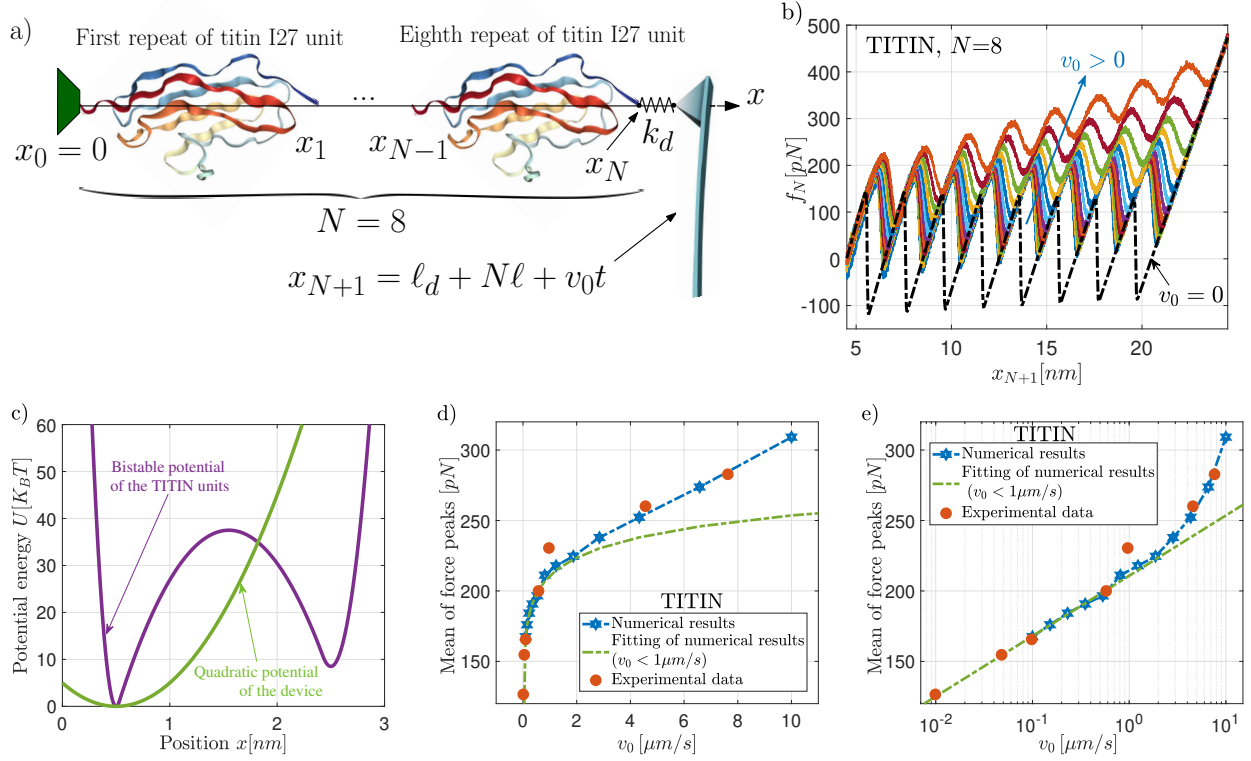 a)
First repeat of titin I27 unit
Eighth repeat of titin I27 unit
...
x
x_0 = 0
x_1
x_{N−1}
x_N
k_d
N = 8
x_{N+1} = ℓ_d + Nℓ + v_0t
b)
TITIN, N=8
v_0 > 0
v_0 = 0
f_N[pN]
500
400
300
200
100
0
-100
5
10
15
20
x_{N+1}[nm]
c)
Potential energy U[K_BT]
60
50
40
30
20
10
0
Bistable potential
of the TITIN units
Quadratic potential
of the device
0
1
2
3
Position x[nm]
d)
Mean of force peaks [pN]
300
250
200
150
TITIN
Numerical results
Fitting of numerical results
(v_0 < 1μm/s)
Experimental data
0
2
4
6
8
10
v_0 [μm/s]
e)
Mean of force peaks [pN]
300
250
200
150
TITIN
Numerical results
Fitting of numerical results
(v_0 < 1μm/s)
Experimental data
10^{-2}
10^{-1}
10^0
10^1
v_0 [μm/s]